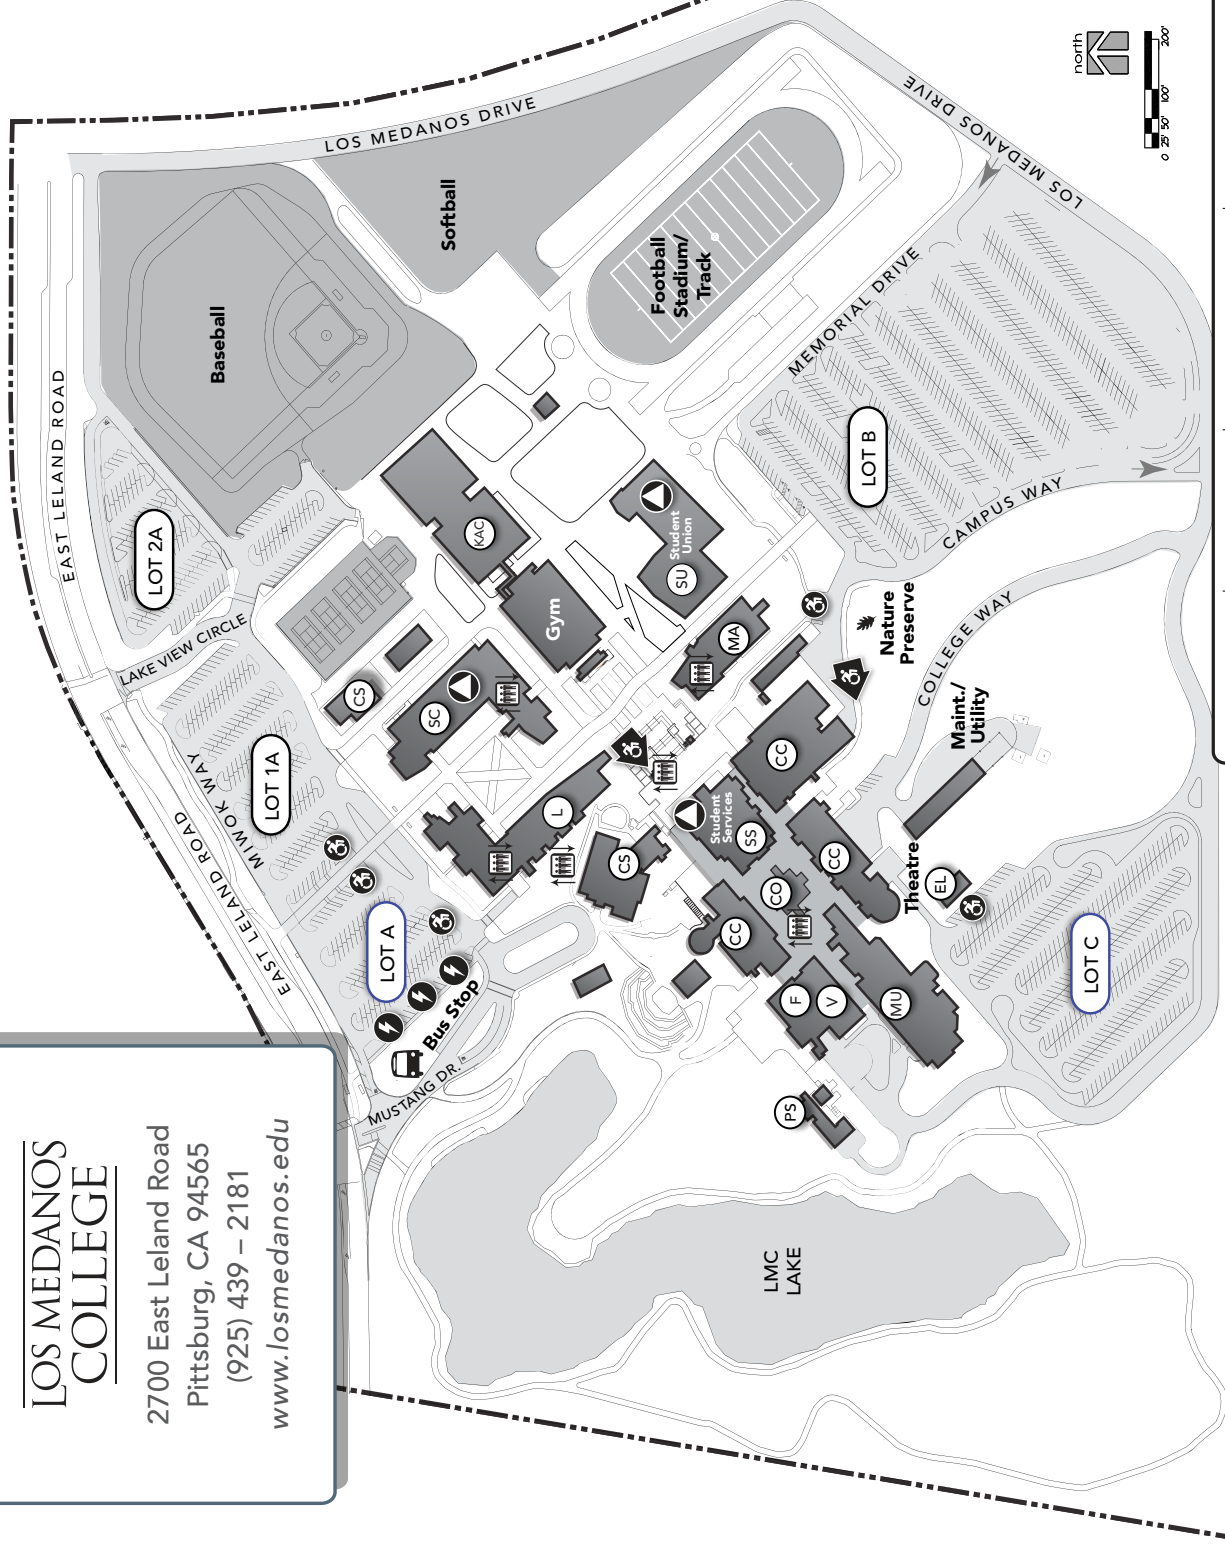 LOS MEDANOS
COLLEGE
2700 East Leland Road
Pittsburg, CA 94565
(925) 439 – 2181
www.losmedanos.edu
EAST LELAND ROAD
EAST LELAND ROAD
MIWOK WAY
LAKE VIEW CIRCLE
LOT 2A
LOT 1A
LOT A
Bus Stop
MUSTANG DR.
Baseball
LOS MEDANOS DRIVE
Softball
Football
Stadium/
Track
MEMORIAL DRIVE
LOS MEDANOS DRIVE
LOS MEDANOS DRIVE
north
0 25' 50' 100' 200'
LOT B
CAMPUS WAY
COLLEGE WAY
Nature
Preserve
Maint./
Utility
KAC
Gym
CS
SC
Student
Union
SU
MA
L
CS
CC
Student
Services
SS
CC
CO
CC
F
V
MU
Theatre
EL
PS
LOT C
LMC
LAKE